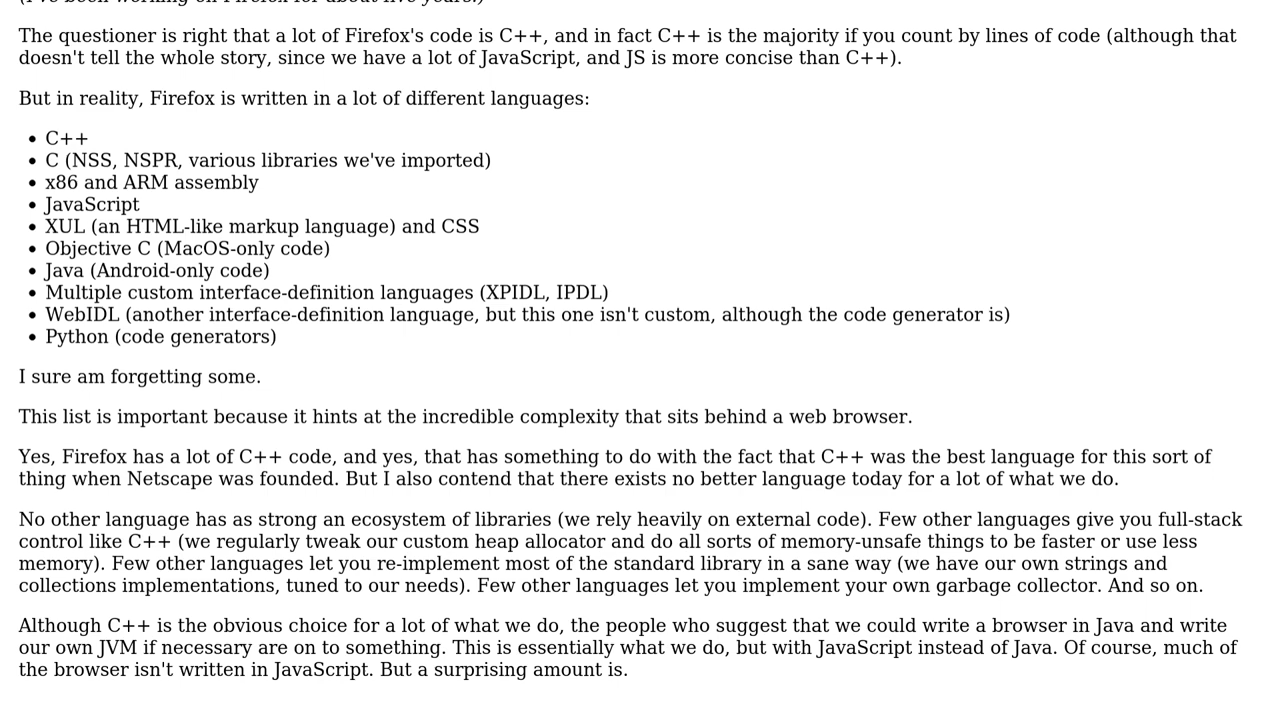 (I've been working on Firefox for about five years.)
The questioner is right that a lot of Firefox's code is C++, and in fact C++ is the majority if you count by lines of code (although that
doesn't tell the whole story, since we have a lot of JavaScript, and JS is more concise than C++).
But in reality, Firefox is written in a lot of different languages:
• C++
• C (NSS, NSPR, various libraries we've imported)
• x86 and ARM assembly
• JavaScript
• XUL (an HTML-like markup language) and CSS
• Objective C (MacOS-only code)
• Java (Android-only code)
• Multiple custom interface-definition languages (XPIDL, IPDL)
• WebIDL (another interface-definition language, but this one isn't custom, although the code generator is)
• Python (code generators)
I sure am forgetting some.
This list is important because it hints at the incredible complexity that sits behind a web browser.
Yes, Firefox has a lot of C++ code, and yes, that has something to do with the fact that C++ was the best language for this sort of
thing when Netscape was founded. But I also contend that there exists no better language today for a lot of what we do.
No other language has as strong an ecosystem of libraries (we rely heavily on external code). Few other languages give you full-stack
control like C++ (we regularly tweak our custom heap allocator and do all sorts of memory-unsafe things to be faster or use less
memory). Few other languages let you re-implement most of the standard library in a sane way (we have our own strings and
collections implementations, tuned to our needs). Few other languages let you implement your own garbage collector. And so on.
Although C++ is the obvious choice for a lot of what we do, the people who suggest that we could write a browser in Java and write
our own JVM if necessary are on to something. This is essentially what we do, but with JavaScript instead of Java. Of course, much of
the browser isn't written in JavaScript. But a surprising amount is.